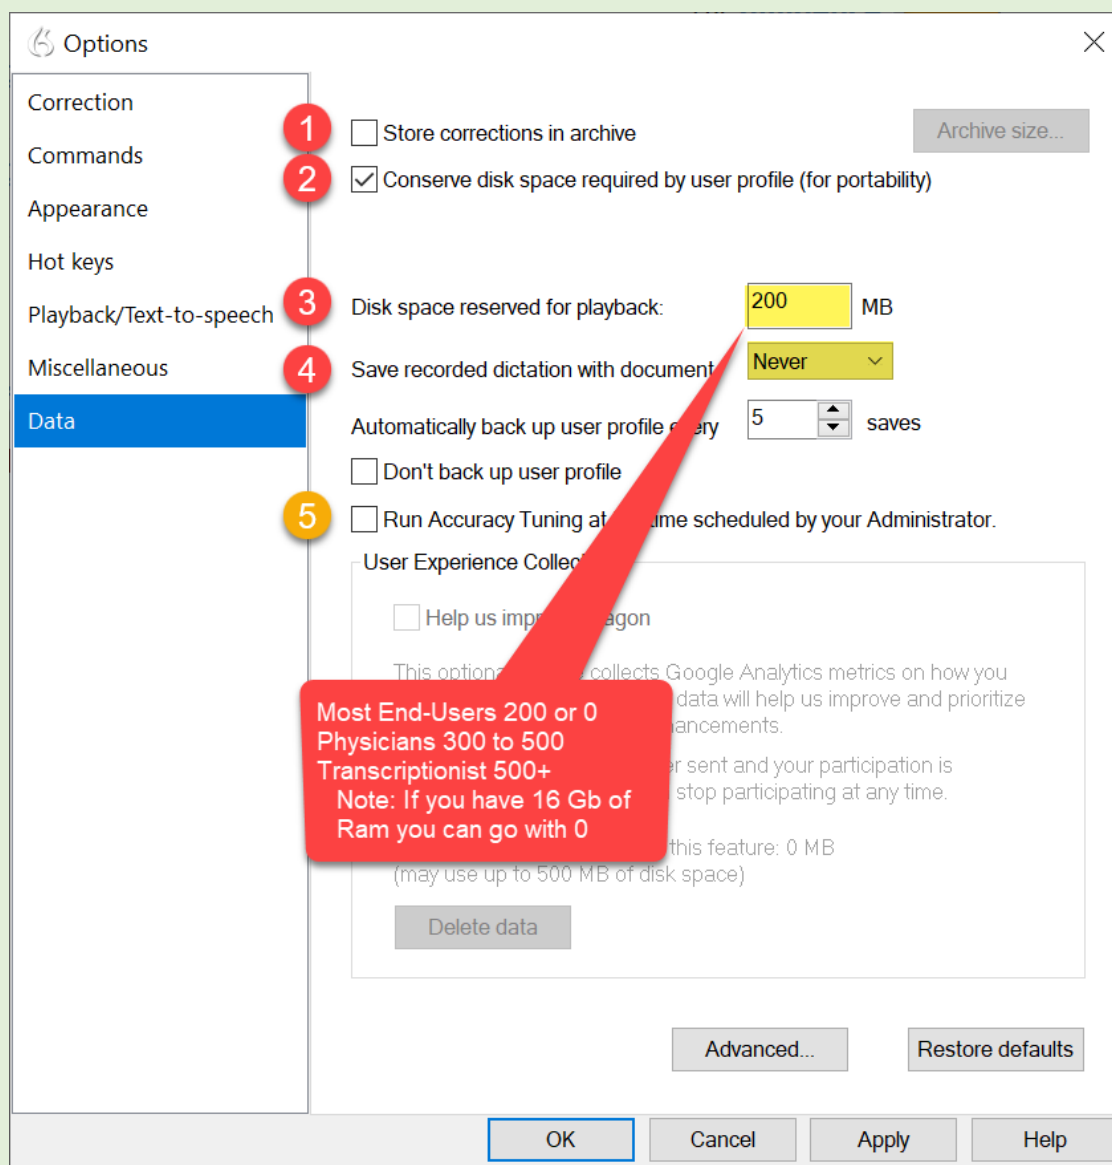 Options
Correction
Commands
Appearance
Hot keys
Playback/Text-to-speech
Miscellaneous
Data
1
Store corrections in archive
Archive size...
2
Conserve disk space required by user profile (for portability)
3
Disk space reserved for playback:
200
MB
4
Save recorded dictation with document
Never
Automatically back up user profile every
5
saves
Don't back up user profile
5
Run Accuracy Tuning at time scheduled by your Administrator.
User Experience
Help us
This collects Google Analytics metrics on how you
data will help us improve and prioritize
sent and your participation is
stop participating at any time.
this feature: 0 MB
(may use up to 500 MB of disk space)
Delete data
Most End-Users 200 or 0
Physicians 300 to 500
Transcriptionist 500+
Note: If you have 16 Gb of
Ram you can go with 0
Advanced...
Restore defaults
OK
Cancel
Apply
Help